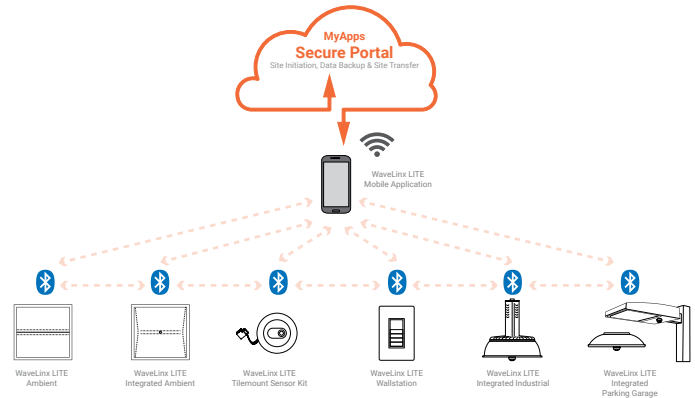 MyApps
Secure Portal
Site Initiation, Data Backup & Site Transfer
WaveLinx LITE
Mobile Application
WaveLinx LITE
Ambient
WaveLinx LITE
Integrated Ambient
WaveLinx LITE
Tilemount Sensor Kit
WaveLinx LITE
Wallstation
WaveLinx LITE
Integrated Industrial
WaveLinx LITE
Integrated
Parking Garage